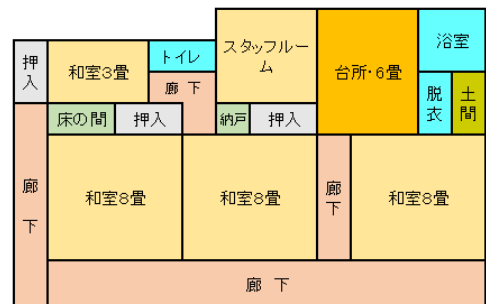 押
入
和室3畳
トイレ
廊 下
スタッフルー
ム
台所・6畳
浴室
脱
衣
土
間
床の間
押入
納戸
押入
廊
下
和室8畳
和室8畳
廊
下
和室8畳
廊 下